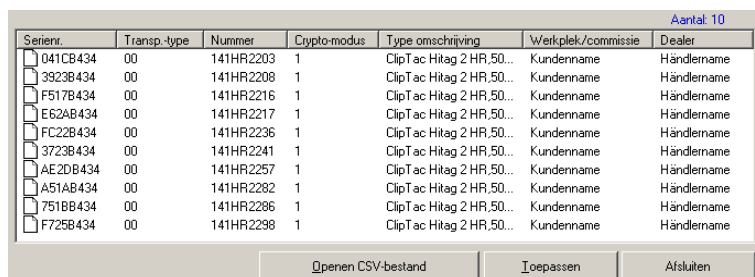 Aantal: 10
Serienr. Transp.-type Nummer Crypto-modus Type omschrijving Werkplek/commissie Dealer
041CB434 00 141HR2203 1 ClipTac Hitag 2 HR,50... Kundenname Händlername
3923B434 00 141HR2208 1 ClipTac Hitag 2 HR,50... Kundenname Händlername
F517B434 00 141HR2216 1 ClipTac Hitag 2 HR,50... Kundenname Händlername
E62AB434 00 141HR2217 1 ClipTac Hitag 2 HR,50... Kundenname Händlername
FC22B434 00 141HR2236 1 ClipTac Hitag 2 HR,50... Kundenname Händlername
3723B434 00 141HR2241 1 ClipTac Hitag 2 HR,50... Kundenname Händlername
AE2DB434 00 141HR2257 1 ClipTac Hitag 2 HR,50... Kundenname Händlername
A51AB434 00 141HR2282 1 ClipTac Hitag 2 HR,50... Kundenname Händlername
751BB434 00 141HR2286 1 ClipTac Hitag 2 HR,50... Kundenname Händlername
F725B434 00 141HR2298 1 ClipTac Hitag 2 HR,50... Kundenname Händlername
Openen CSV-bestand Toepassen Afsluiten